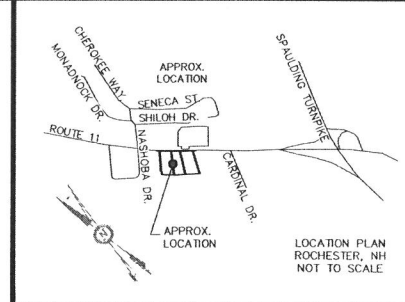 CHEROKEE WAY
MONADNOCK DR.
APPROX.
LOCATION
SPAULDING TURNPIKE
SENECA ST.
SHILOH DR.
ROUTE 11
NASHOBA DR.
CARDINAL DR.
N
APPROX.
LOCATION
LOCATION PLAN
ROCHESTER, NH
NOT TO SCALE